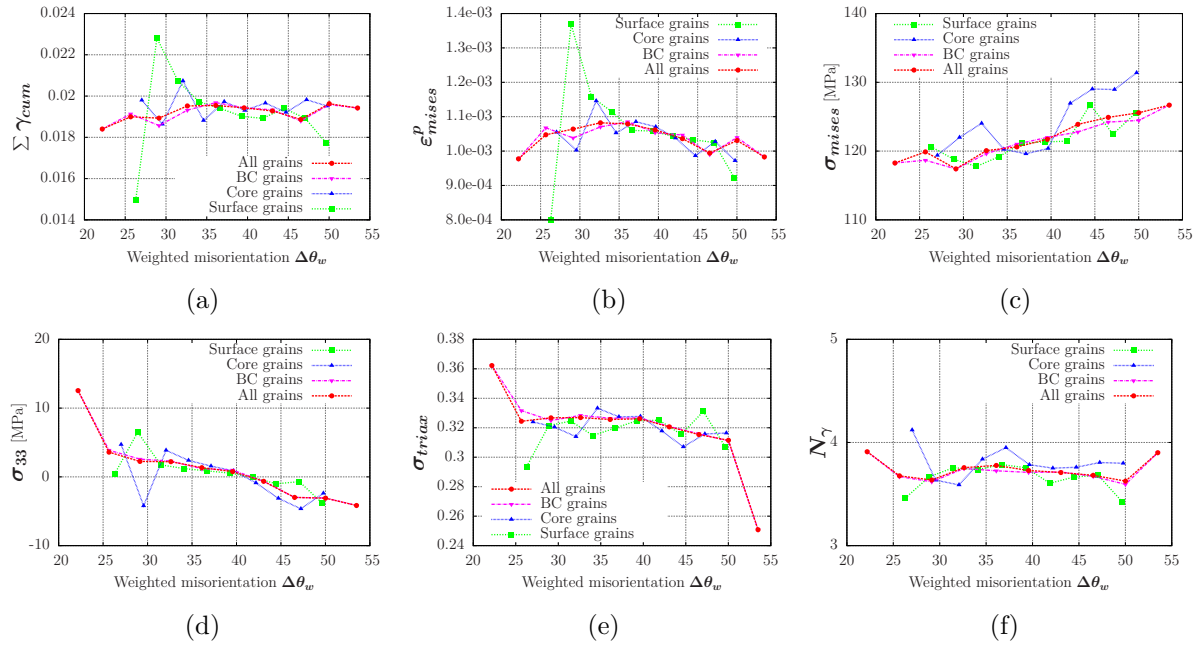 0.024
0.022
0.02
0.018
0.016
0.014
20 25 30 35 40 45 50 55
∑ γcum
Weighted misorientation Δθw
All grains
BC grains
Core grains
Surface grains
(a)
1.4e-03
1.3e-03
1.2e-03
1.1e-03
1.0e-03
9.0e-04
8.0e-04
20 25 30 35 40 45 50 55
εᵖmises
Weighted misorientation Δθw
Surface grains
Core grains
BC grains
All grains
(b)
140
130
120
110
20 25 30 35 40 45 50 55
σmises [MPa]
Weighted misorientation Δθw
Surface grains
Core grains
BC grains
All grains
(c)
20
10
0
-10
20 25 30 35 40 45 50 55
σ33 [MPa]
Weighted misorientation Δθw
Surface grains
Core grains
BC grains
All grains
(d)
0.38
0.36
0.34
0.32
0.3
0.28
0.26
0.24
20 25 30 35 40 45 50 55
σtriax
Weighted misorientation Δθw
All grains
BC grains
Core grains
Surface grains
(e)
5
4
3
20 25 30 35 40 45 50 55
Nγ
Weighted misorientation Δθw
Surface grains
Core grains
BC grains
All grains
(f)